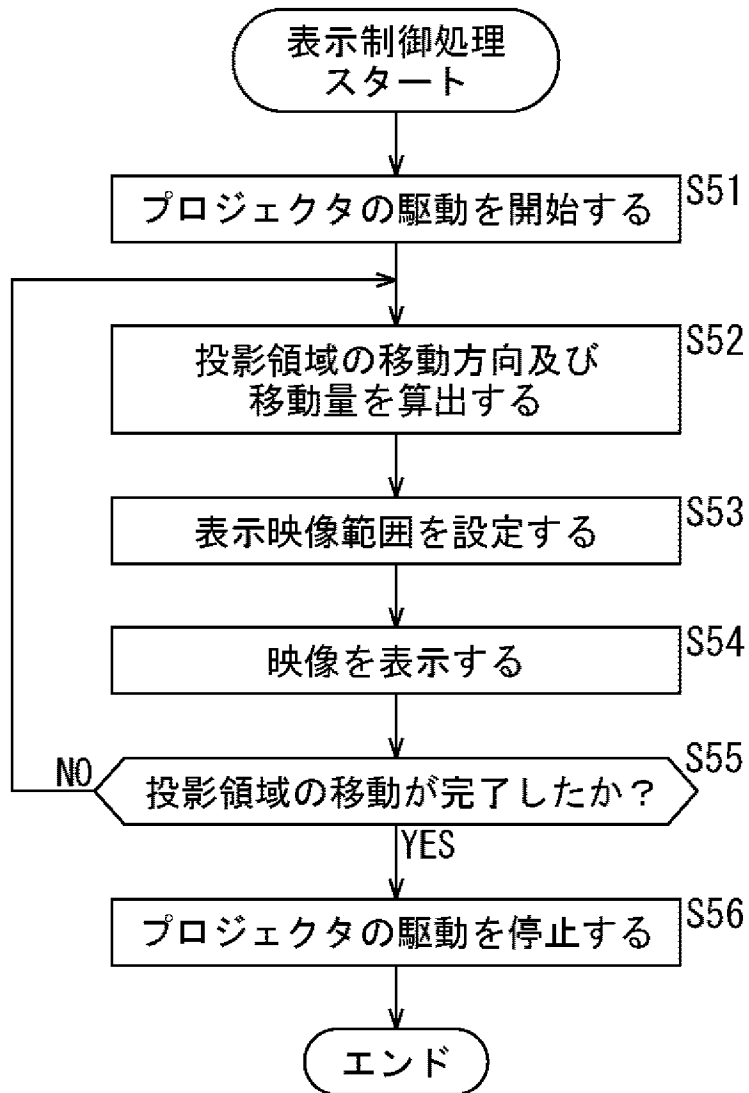 表示制御処理
スタート
プロジェクタの駆動を開始する
S51
投影領域の移動方向及び
移動量を算出する
S52
表示映像範囲を設定する
S53
映像を表示する
S54
投影領域の移動が完了したか？
S55
NO
YES
プロジェクタの駆動を停止する
S56
エンド